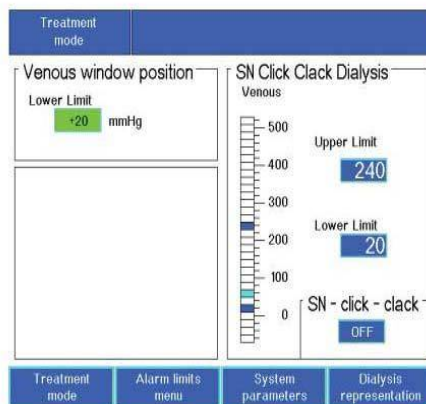 Treatment
mode
Venous window position
Lower Limit
+20 mmHg
SN Click Clack Dialysis
Venous
500
400
300
200
100
0
Upper Limit
240
Lower Limit
20
SN - click - clack
OFF
Treatment
mode
Alarm limits
menu
System
parameters
Dialysis
representation